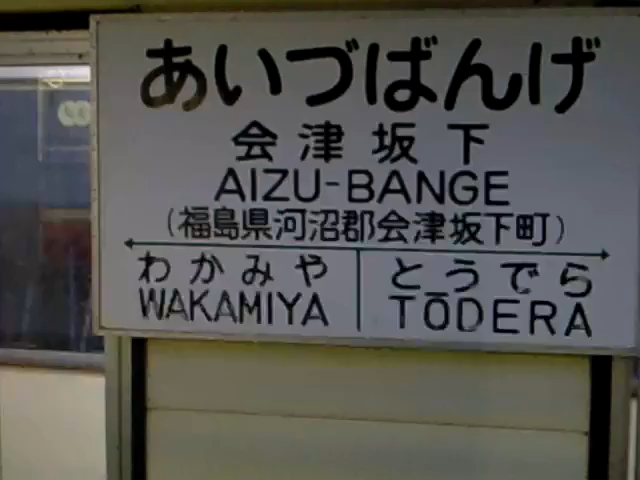 あいづばんげ
会津坂下
AIZU-BANGE
(福島県河沼郡会津坂下町)
わかみや とうでら
WAKAMIYA TŌDERA